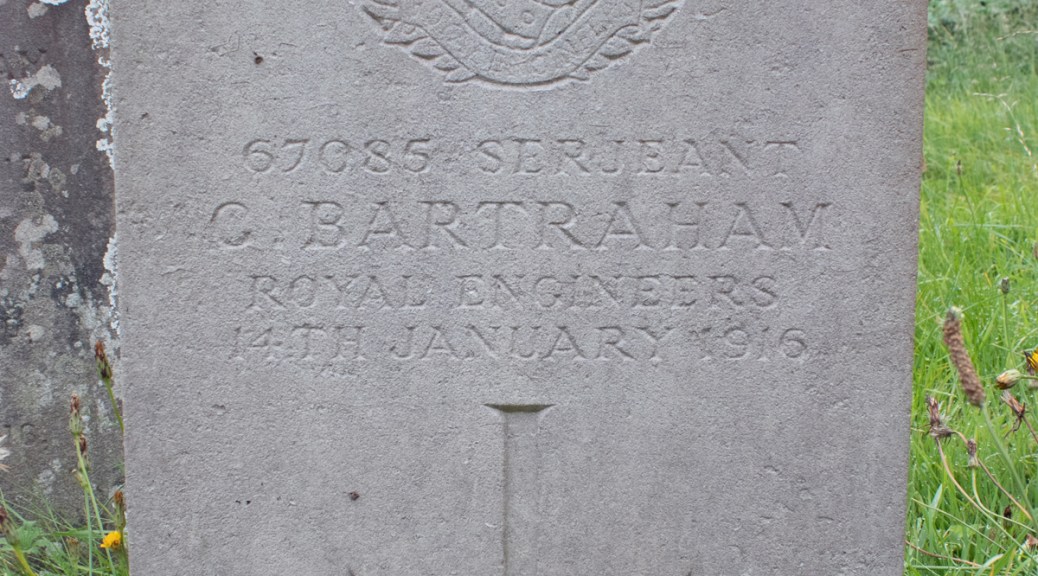 67085 SERJEANT
C. BARTRAHAM
ROYAL ENGINEERS
14TH JANUARY 1916